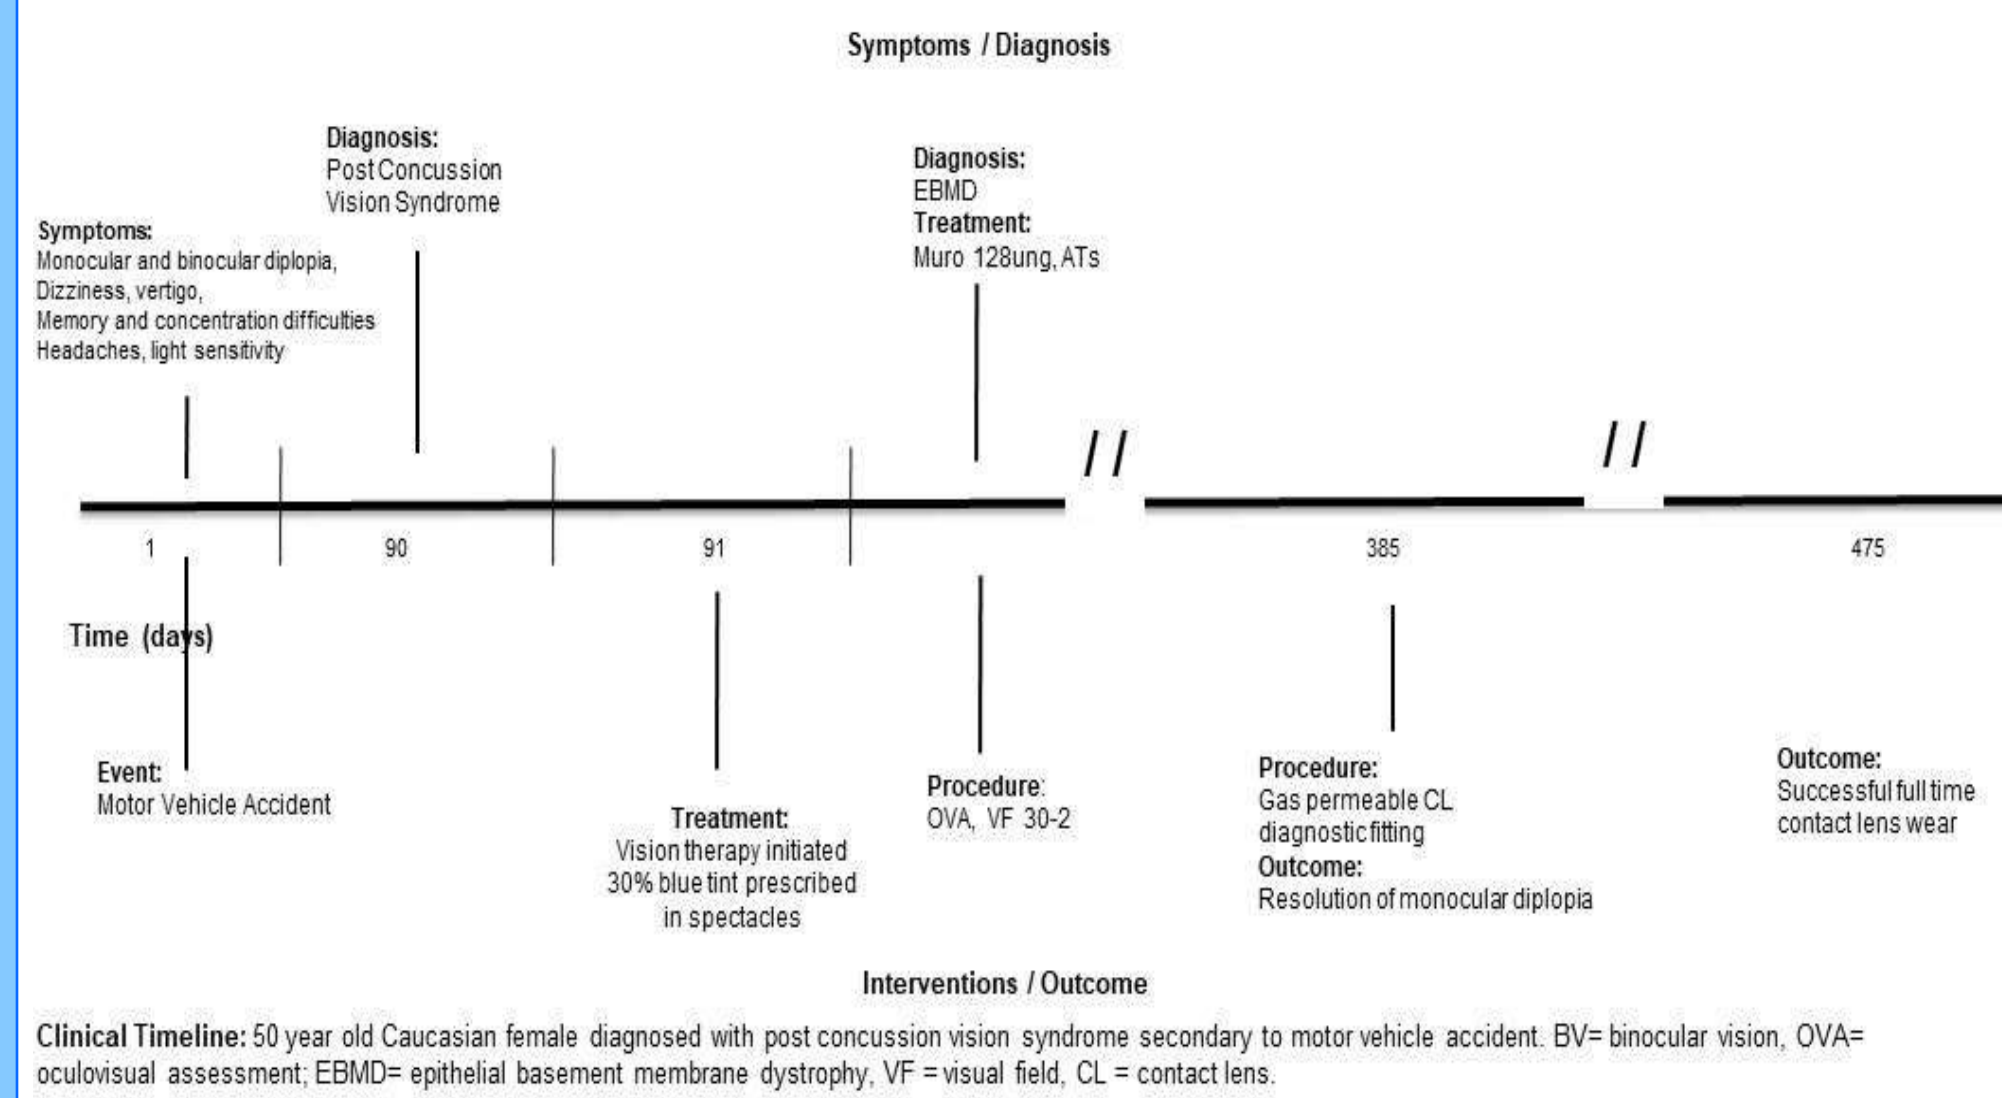 Symptoms / Diagnosis
Diagnosis:
Post Concussion
Vision Syndrome
Diagnosis:
EBMD
Treatment:
Muro 128ung, ATs
Symptoms:
Monocular and binocular diplopia,
Dizziness, vertigo,
Memory and concentration difficulties
Headaches, light sensitivity
//
//
1
90
91
385
475
Time (days)
Event:
Motor Vehicle Accident
Treatment:
Vision therapy initiated
30% blue tint prescribed
in spectacles
Procedure:
OVA, VF 30-2
Procedure:
Gas permeable CL
diagnostic fitting
Outcome:
Resolution of monocular diplopia
Outcome:
Successful full time
contact lens wear
Interventions / Outcome
Clinical Timeline: 50 year old Caucasian female diagnosed with post concussion vision syndrome secondary to motor vehicle accident. BV= binocular vision, OVA=
oculovisual assessment; EBMD= epithelial basement membrane dystrophy, VF = visual field, CL = contact lens.